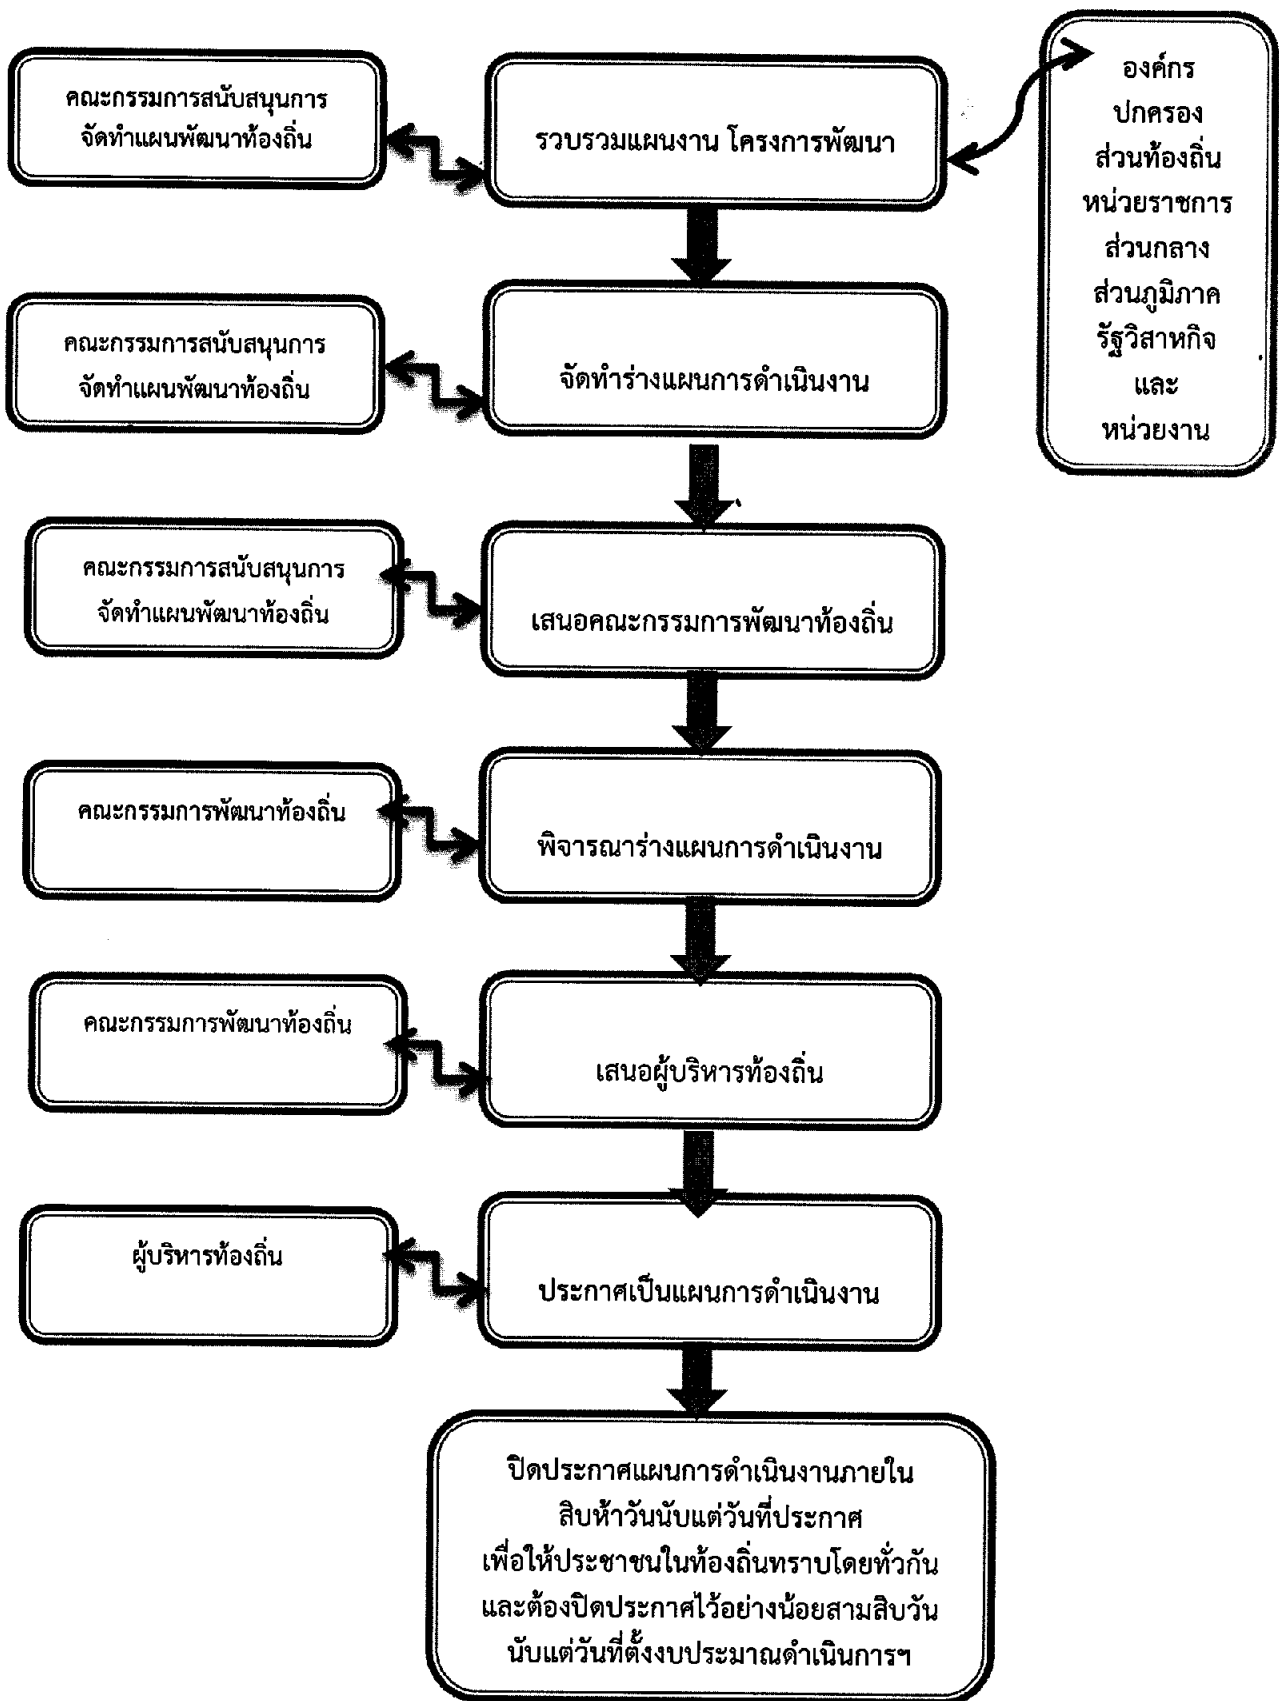 คณะกรรมการสนับสนุนการ
จัดทำแผนพัฒนาท้องถิ่น
รวบรวมแผนงาน โครงการพัฒนา
องค์กร
ปกครอง
ส่วนท้องถิ่น
หน่วยราชการ
ส่วนกลาง
ส่วนภูมิภาค
รัฐวิสาหกิจ
และ
หน่วยงาน
คณะกรรมการสนับสนุนการ
จัดทำแผนพัฒนาท้องถิ่น
จัดทำร่างแผนการดำเนินงาน
คณะกรรมการสนับสนุนการ
จัดทำแผนพัฒนาท้องถิ่น
เสนอคณะกรรมการพัฒนาท้องถิ่น
คณะกรรมการพัฒนาท้องถิ่น
พิจารณาร่างแผนการดำเนินงาน
คณะกรรมการพัฒนาท้องถิ่น
เสนอผู้บริหารท้องถิ่น
ผู้บริหารท้องถิ่น
ประกาศเป็นแผนการดำเนินงาน
ปิดประกาศแผนการดำเนินงานภายใน
สิบห้าวันนับแต่วันที่ประกาศ
เพื่อให้ประชาชนในท้องถิ่นทราบโดยทั่วกัน
และต้องปิดประกาศไว้อย่างน้อยสามสิบวัน
นับแต่วันที่ตั้งงบประมาณดำเนินการฯ